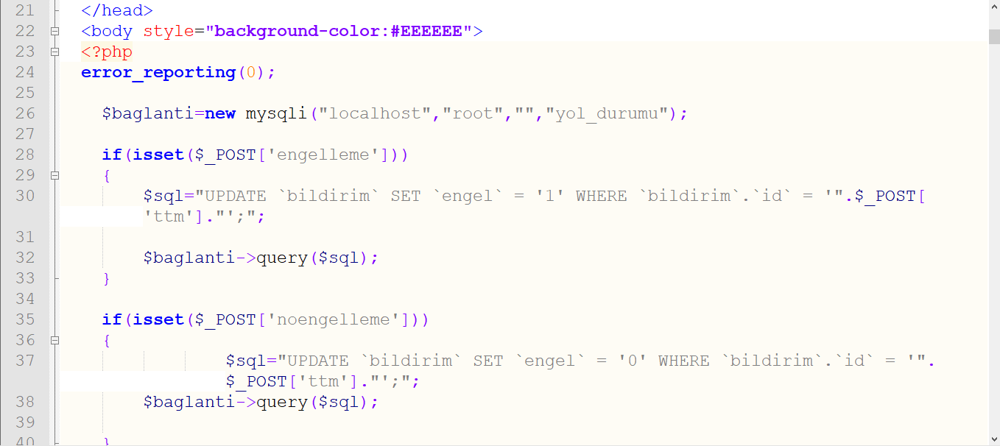 21 </head>
22 <body style="background-color:#EEEEEE">
23 <?php
24 error_reporting(0);
25
26 $baglanti=new mysqli("localhost","root","","yol_durumu");
27
28 if(isset($_POST['engelleme']))
29 {
30 $sql="UPDATE `bildirim` SET `engel` = '1' WHERE `bildirim`.`id` = '".$_POST[
'ttm']."';";
31
32 $baglanti->query($sql);
33 }
34
35 if(isset($_POST['noengelleme']))
36 {
37 $sql="UPDATE `bildirim` SET `engel` = '0' WHERE `bildirim`.`id` = '".
$_POST['ttm']."';";
38 $baglanti->query($sql);
39
40 }